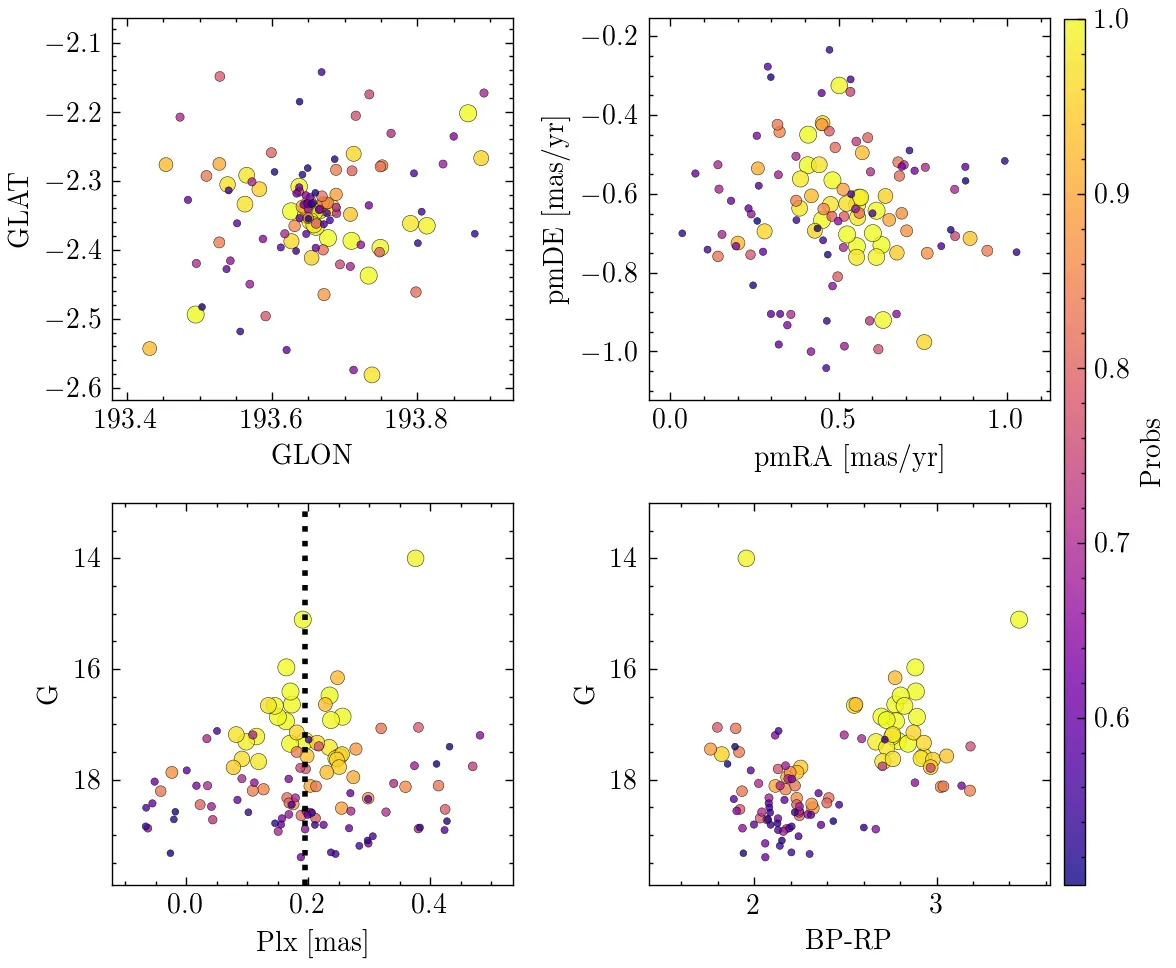 −2.1
−2.2
−2.3
−2.4
−2.5
−2.6
GLAT
193.4 193.6 193.8
GLON
−0.2
−0.4
−0.6
−0.8
−1.0
pmDE [mas/yr]
0.0 0.5 1.0
pmRA [mas/yr]
14
16
18
G
0.0 0.2 0.4
Plx [mas]
14
16
18
G
2 3
BP-RP
1.0
0.9
0.8
0.7
0.6
Probs